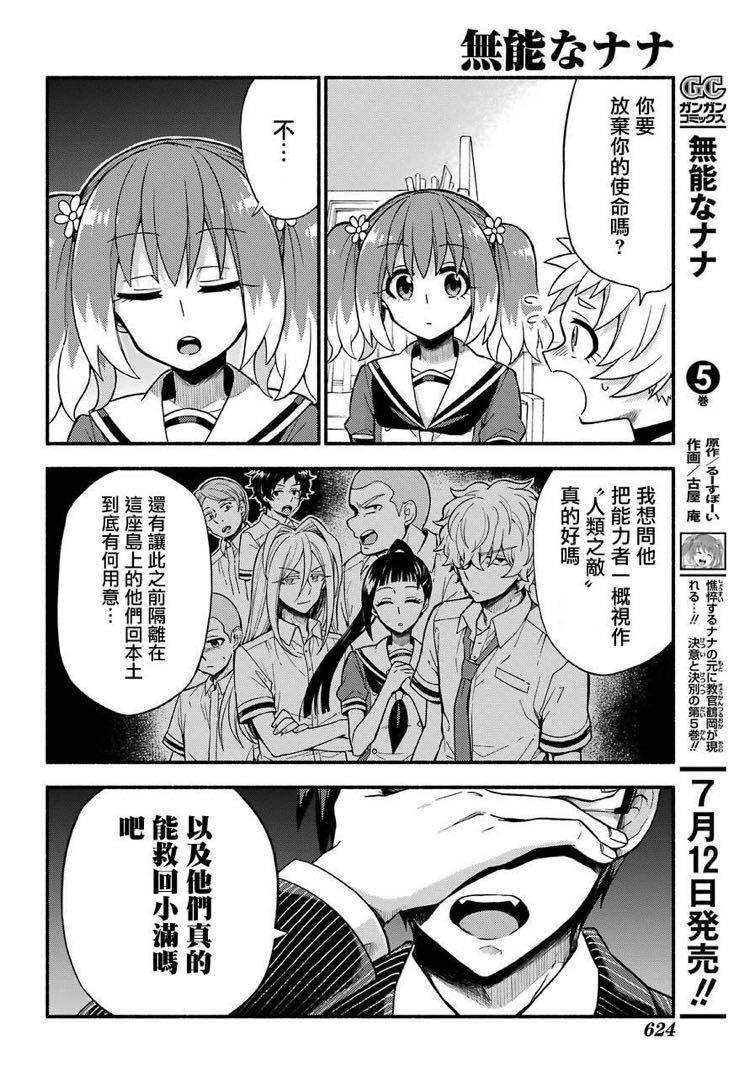 無能なナナ
你要
放棄你的使命嗎？
不…
我想問他
把能力者一概視作
〝人類之敵〞
真的好嗎
還有讓此之前隔離在
這座島上的他們回本土
到底有何用意…
以及他們真的
能救回小滿嗎
吧
624
GC
ガンガン
コミックス
無能なナナ
5
巻
原作／るーすぼーい
作画／古屋 庵
憔悴するナナの元に教官鶴岡が現
れる…!! 決意と決別の第5巻!!
7月12日発売!!